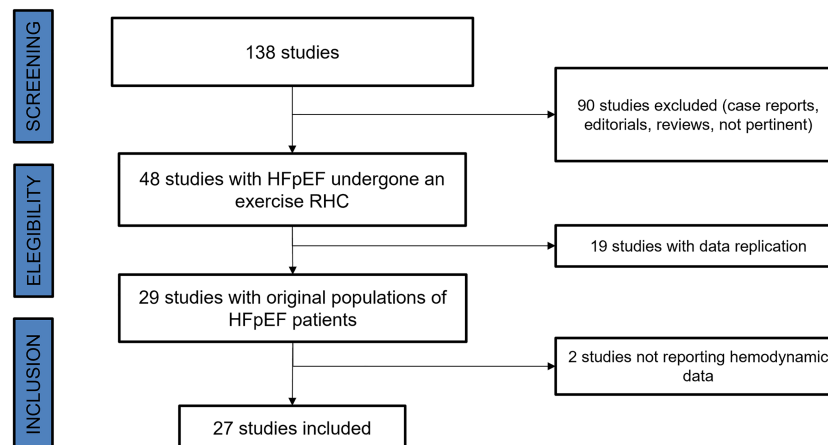 SCREENING
138 studies
90 studies excluded (case reports,
editorials, reviews, not pertinent)
ELEGIBILITY
48 studies with HFpEF undergone an
exercise RHC
19 studies with data replication
29 studies with original populations of
HFpEF patients
INCLUSION
2 studies not reporting hemodynamic
data
27 studies included